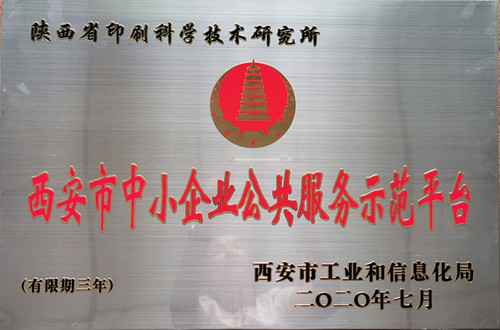 陕西省印刷科学技术研究所
西安市中小企业公共服务示范平台
西安市工业和信息化局
(有限期三年)
二〇二〇年七月